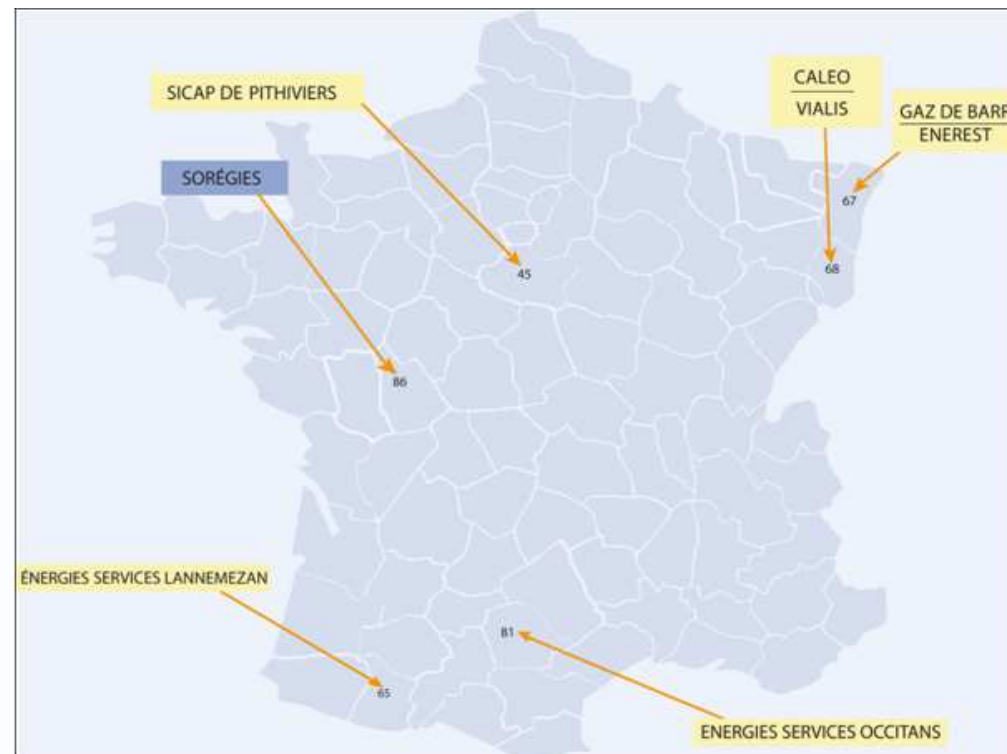 SICAP DE PITHIVIERS
CALEO
VIALIS
GAZ DE BARR
ENEREST
SORÉGIES
67
45
68
86
ÉNERGIES SERVICES LANNEMEZAN
81
65
ENERGIES SERVICES OCCITANS